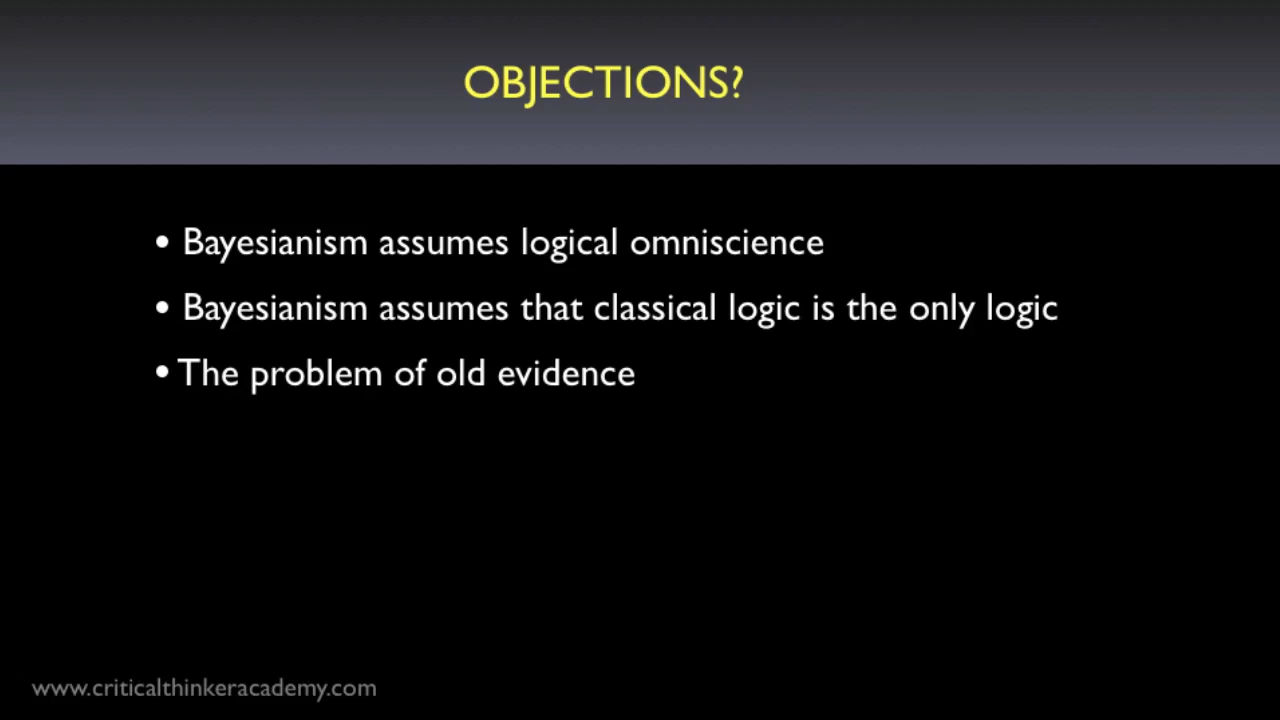 OBJECTIONS?
• Bayesianism assumes logical omniscience
• Bayesianism assumes that classical logic is the only logic
• The problem of old evidence
www.criticalthinkeracademy.com